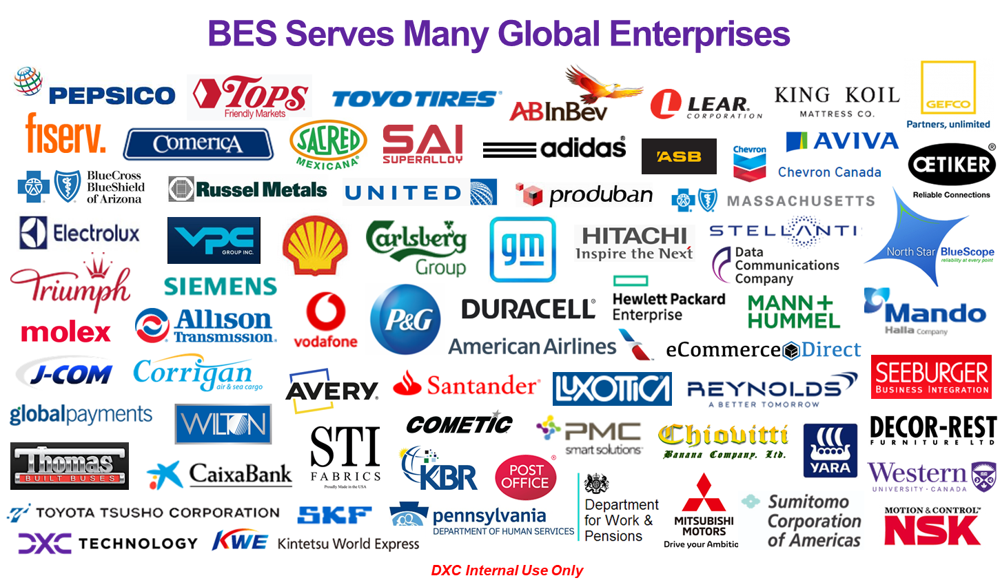 BES Serves Many Global Enterprises
PEPSICO
TOPS
Friendly Markets
TOYO TIRES
ABInBev
LEAR
CORPORATION
KING KOIL
MATTRESS CO.
GEFCO
Partners, unlimited
fiserv.
ComericA
SACRED
MEXICANA
SAI
SUPERALLOY
adidas
ASB
Chevron
Chevron Canada
AVIVA
ŒTIKER
Reliable Connections
BlueCross
BlueShield
of Arizona
Russel Metals
UNITED
produban
MASSACHUSETTS
Electrolux
VPC
GROUP INC.
Carlsberg
Group
gm
HITACHI
Inspire the Next
STELLANTI
Data
Communications
Company
North Star BlueScope
reliability at every point
Triumph
SIEMENS
molex
Allison
Transmission
vodafone
P&G
DURACELL
Hewlett Packard
Enterprise
MANN+
HUMMEL
Mando
Halla Company
American Airlines
eCommerce Direct
J-COM
Corrigan
air & sea cargo
AVERY
Santander
LUXOTTICA
REYNOLDS
A BETTER TOMORROW
SEEBURGER
BUSINESS INTEGRATION
globalpayments
WILTON
STI
FABRICS
Proudly Made in the USA
COMETIC
PMC
smart solutions
Chiovitti
Banana Company. Ltd.
YARA
DECOR-REST
FURNITURE LTD
Thomas
BUILT BUSES
CaixaBank
KBR
POST
OFFICE
Department
for Work &
Pensions
MITSUBISHI
MOTORS
Drive your Ambitio
Western
UNIVERSITY · CANADA
TOYOTA TSUSHO CORPORATION
SKF
pennsylvania
DEPARTMENT OF HUMAN SERVICES
Sumitomo
Corporation
of Americas
MOTION & CONTROL™
NSK
DXC TECHNOLOGY
KWE Kintetsu World Express
DXC Internal Use Only